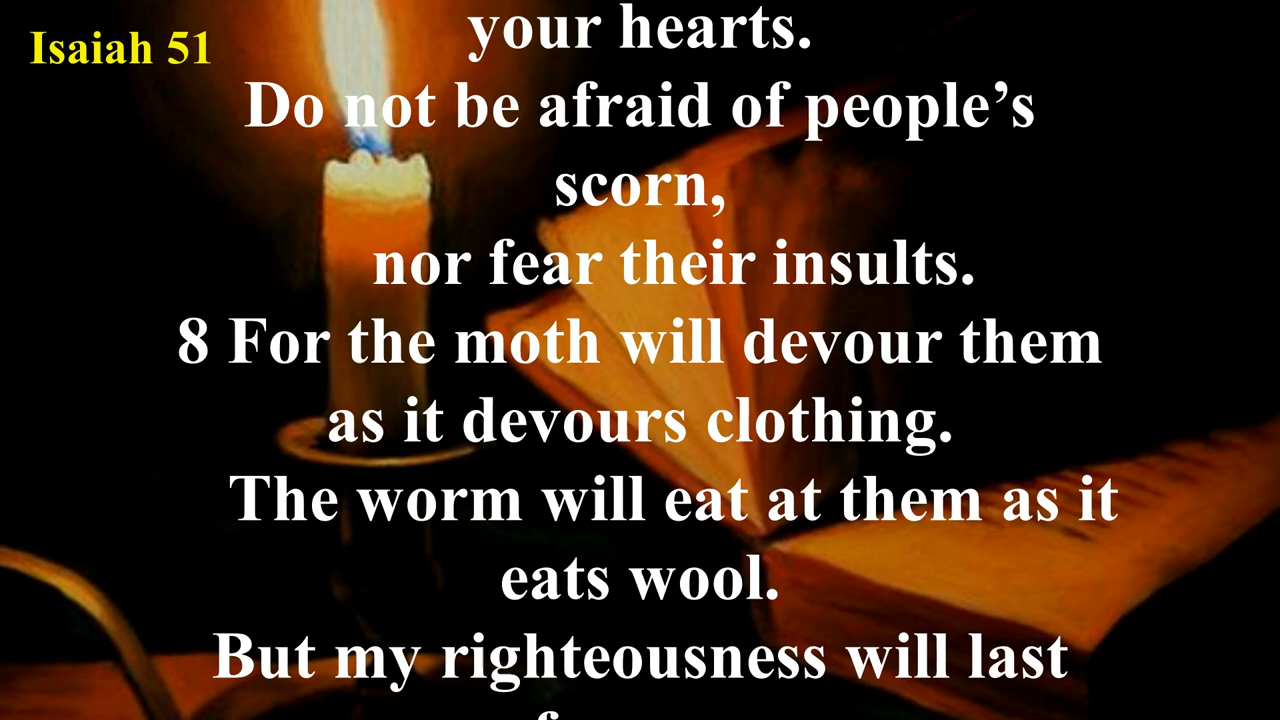 Isaiah 51
your hearts.
Do not be afraid of people’s
scorn,
nor fear their insults.
8 For the moth will devour them
as it devours clothing.
The worm will eat at them as it
eats wool.
But my righteousness will last